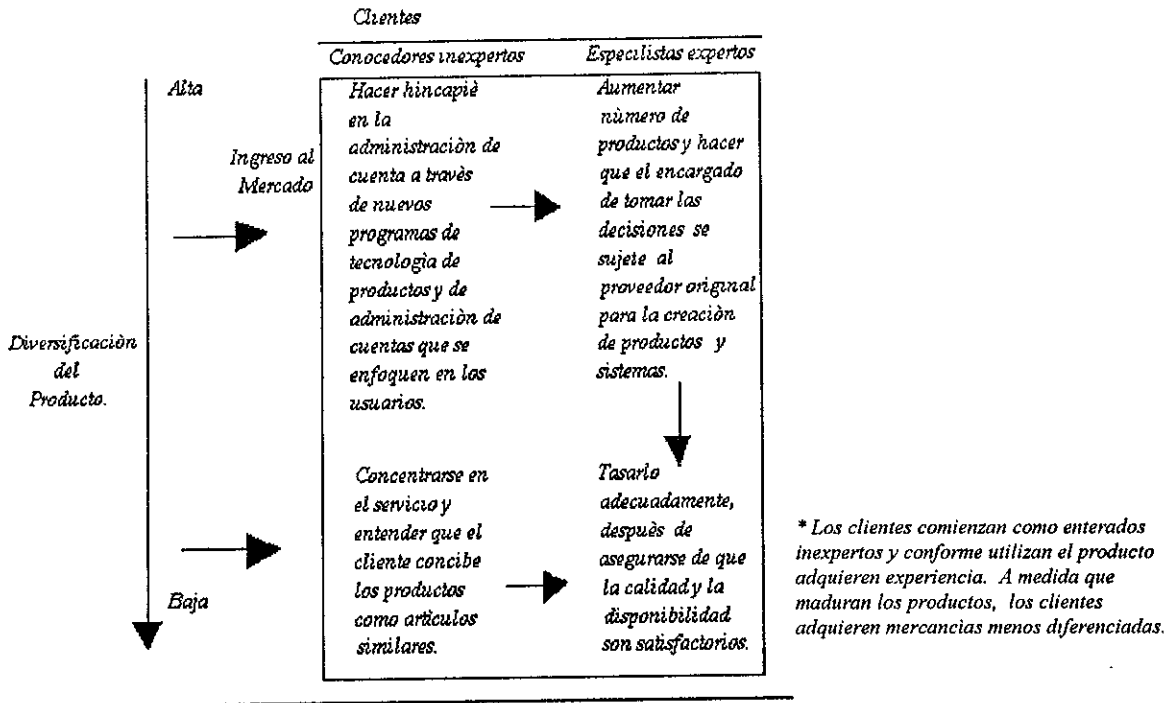 Clientes
Conocedores inexpertos
Especilistas expertos
Alta
Ingreso al
Mercado
Hacer hincapiè
en la
administraciòn de
cuenta a travès
de nuevos
programas de
tecnologìa de
productos y de
administraciòn de
cuentas que se
enfoquen en los
usuarios.
Aumentar
nùmero de
productos y hacer
que el encargado
de tomar las
decisiones se
sujete al
proveedor original
para la creaciòn
de productos y
sistemas.
Diversificaciòn
del
Producto.
Baja
Concentrarse en
el servicio y
entender que el
cliente concibe
los productos
como artìculos
similares.
Tasarlo
adecuadamente,
despuès de
asegurarse de que
la calidad y la
disponibilidad
son satisfactorios.
* Los clientes comienzan como enterados
inexpertos y conforme utilizan el producto
adquieren experiencia. A medida que
maduran los productos, los clientes
adquieren mercancìas menos diferenciadas.